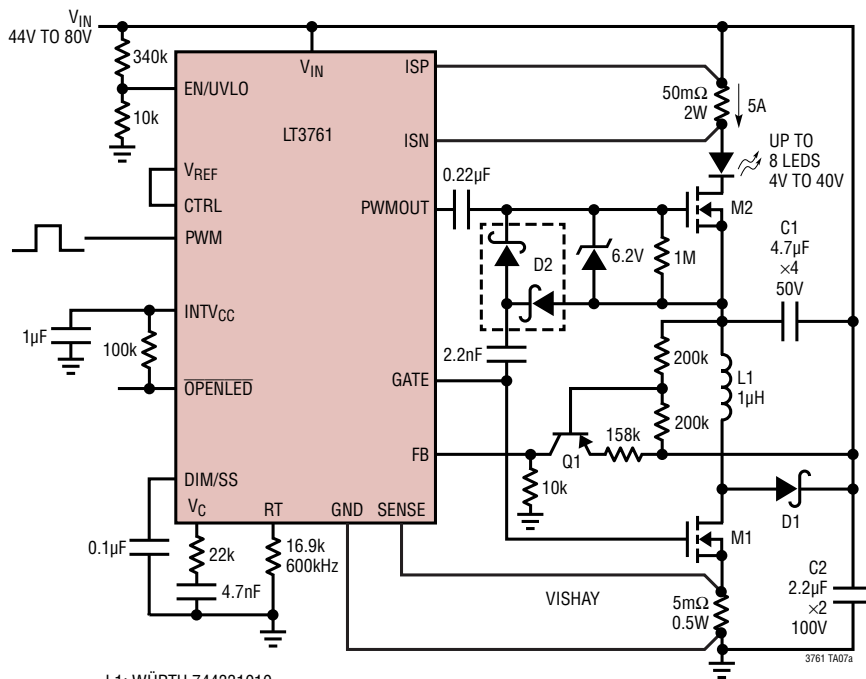 VIN
44V TO 80V
340k
10k
EN/UVLO
VIN
ISP
ISN
LT3761
50mΩ
2W
5A
UP TO
8 LEDS
4V TO 40V
VREF
CTRL
PWM
PWMOUT
0.22µF
M2
D2
6.2V
1M
C1
4.7µF
×4
50V
INTVCC
1µF
100k
OPENLED
2.2nF
GATE
200k
200k
L1
1µH
FB
Q1
158k
10k
D1
DIM/SS
VC
RT
GND
SENSE
0.1µF
22k
4.7nF
16.9k
600kHz
M1
VISHAY
5mΩ
0.5W
C2
2.2µF
×2
100V
3761 TA07a